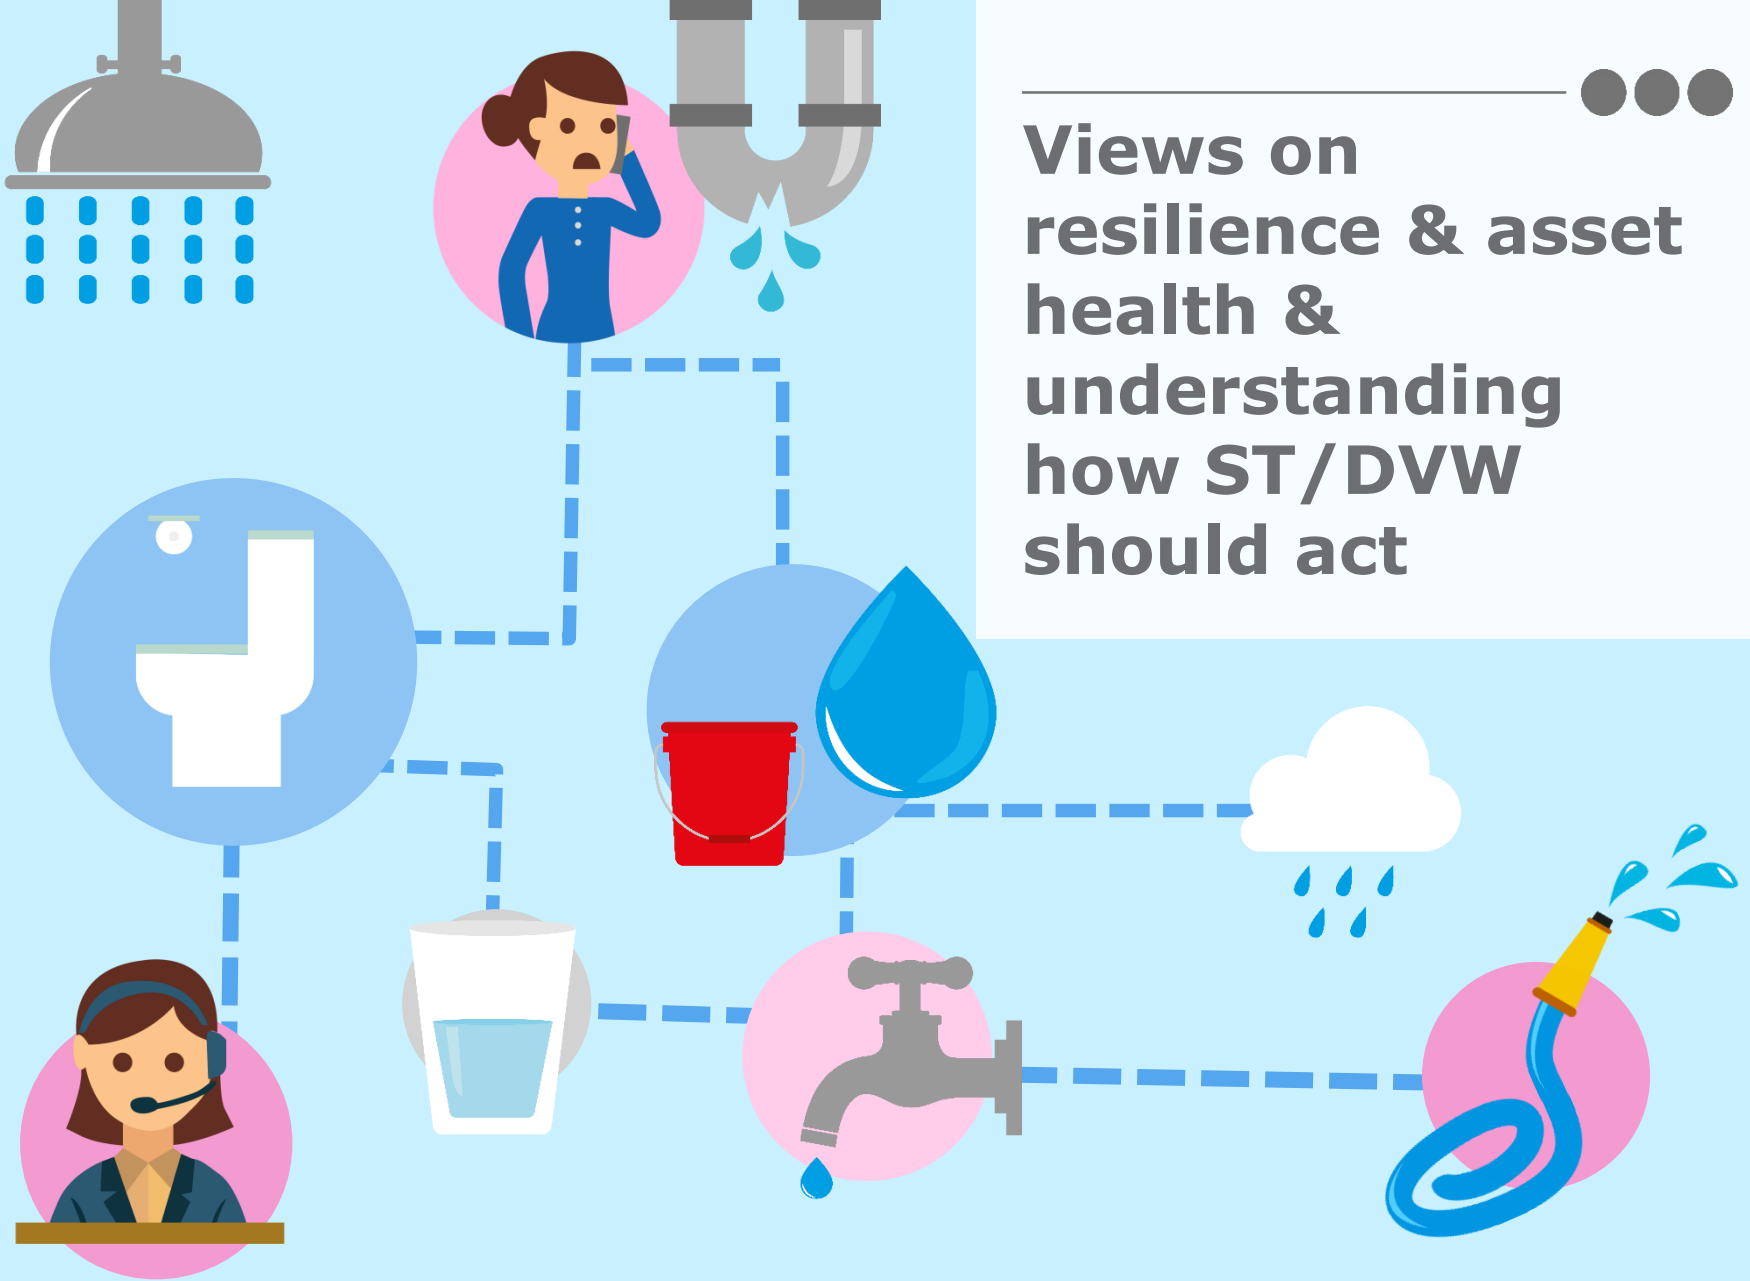 Views on
resilience & asset
health &
understanding
how ST/DVW
should act